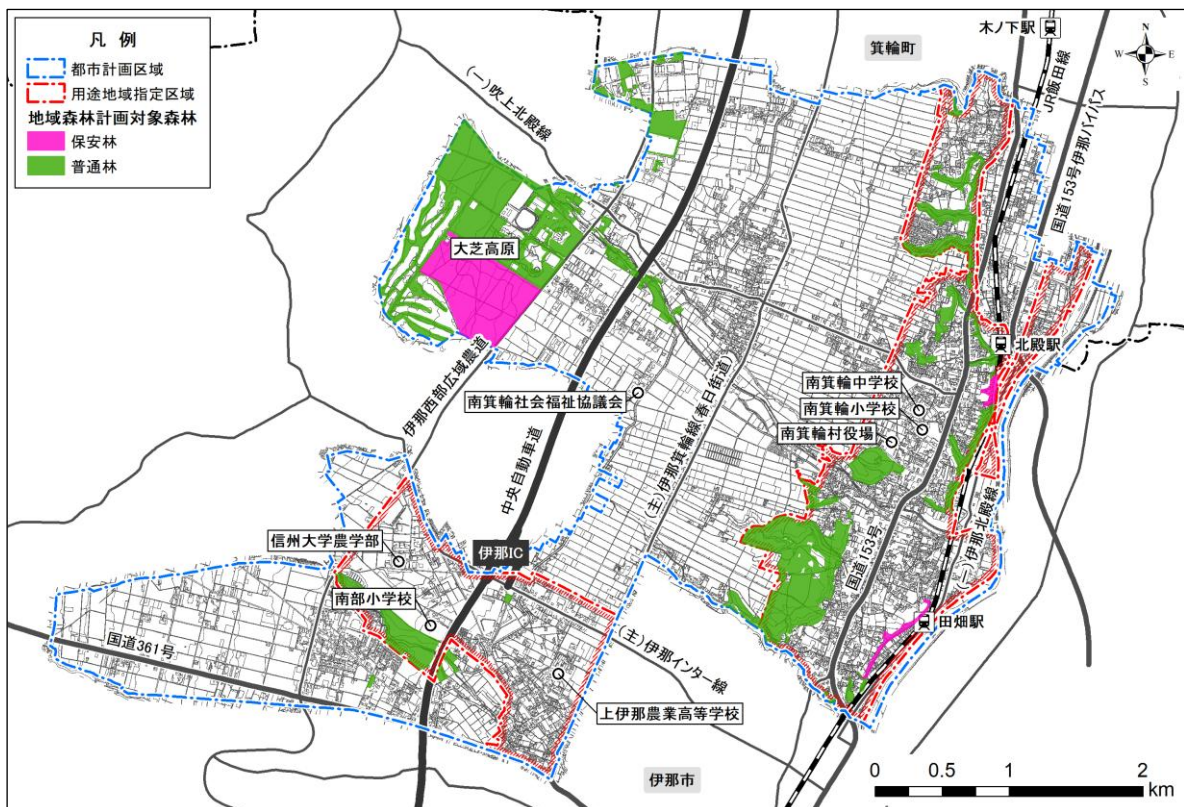 凡例
都市計画区域
用途地域指定区域
地域森林計画対象森林
保安林
普通林
木ノ下駅
箕輪町
N
W
E
S
(一)吹上北殿線
JR飯田線
国道153号伊那バイパス
大芝高原
北殿駅
伊那西部広域農道
南箕輪社会福祉協議会
南箕輪中学校
南箕輪小学校
南箕輪村役場
中央自動車道
(主)伊那箕輪線(春日街道)
信州大学農学部
伊那IC
国道153号
(一)伊那北殿線
南部小学校
田畑駅
国道361号
(主)伊那インター線
上伊那農業高等学校
伊那市
0 0.5 1 2
km